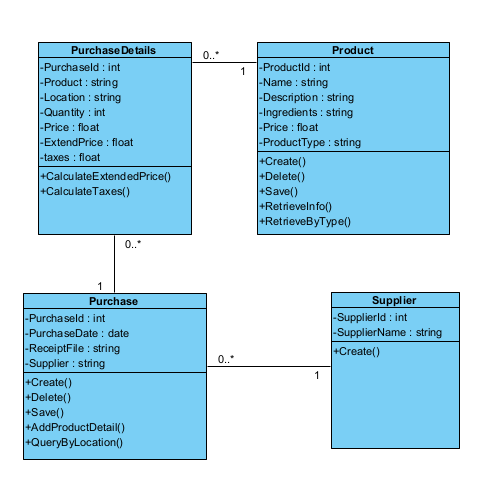 PurchaseDetails
-PurchaseId : int
-Product : string
-Location : string
-Quantity : int
-Price : float
-ExtendPrice : float
-taxes : float
+CalculateExtendedPrice()
+CalculateTaxes()
0..*
1
Product
-ProductId : int
-Name : string
-Description : string
-Ingredients : string
-Price : float
-ProductType : string
+Create()
+Delete()
+Save()
+RetrieveInfo()
+RetrieveByType()
0..*
1
Purchase
-PurchaseId : int
-PurchaseDate : date
-ReceiptFile : string
-Supplier : string
+Create()
+Delete()
+Save()
+AddProductDetail()
+QueryByLocation()
0..*
1
Supplier
-SupplierId : int
-SupplierName : string
+Create()